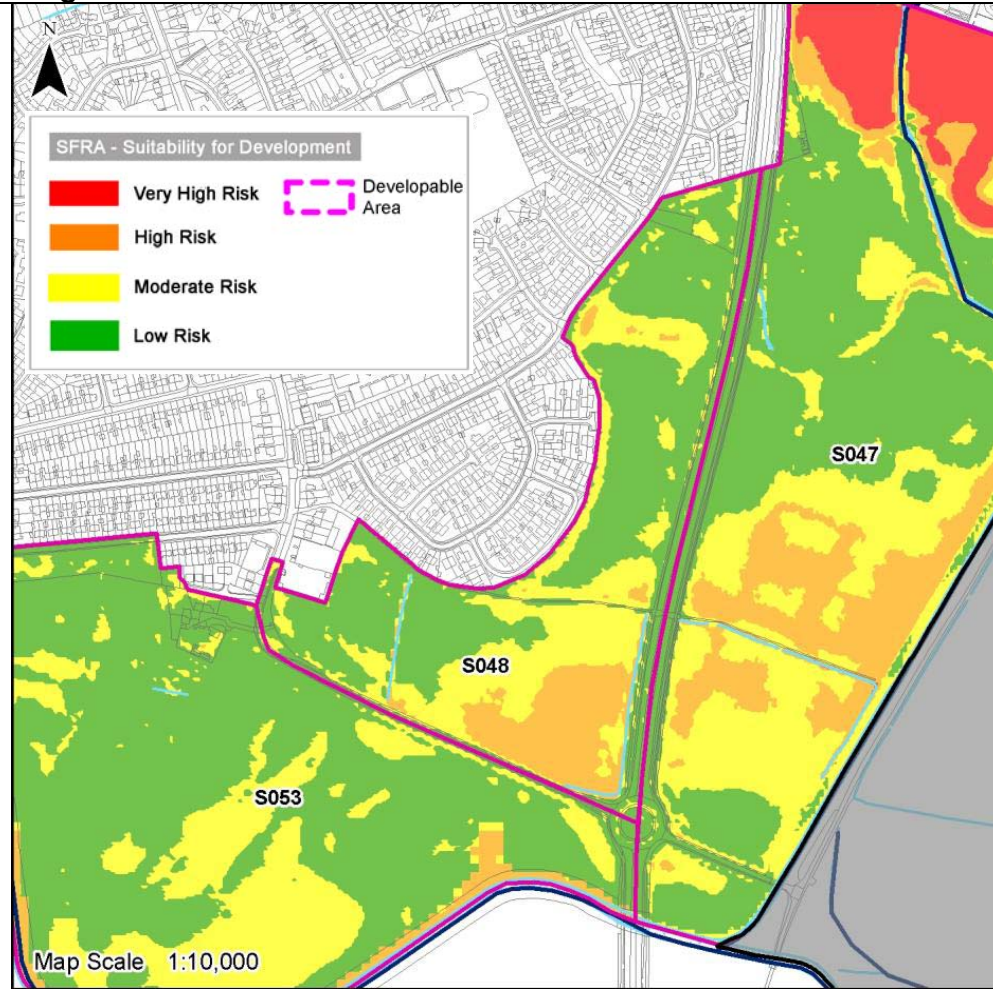 N
SFRA - Suitability for Development
Very High Risk
Developable
Area
High Risk
Moderate Risk
Low Risk
S047
S048
S053
Map Scale 1:10,000